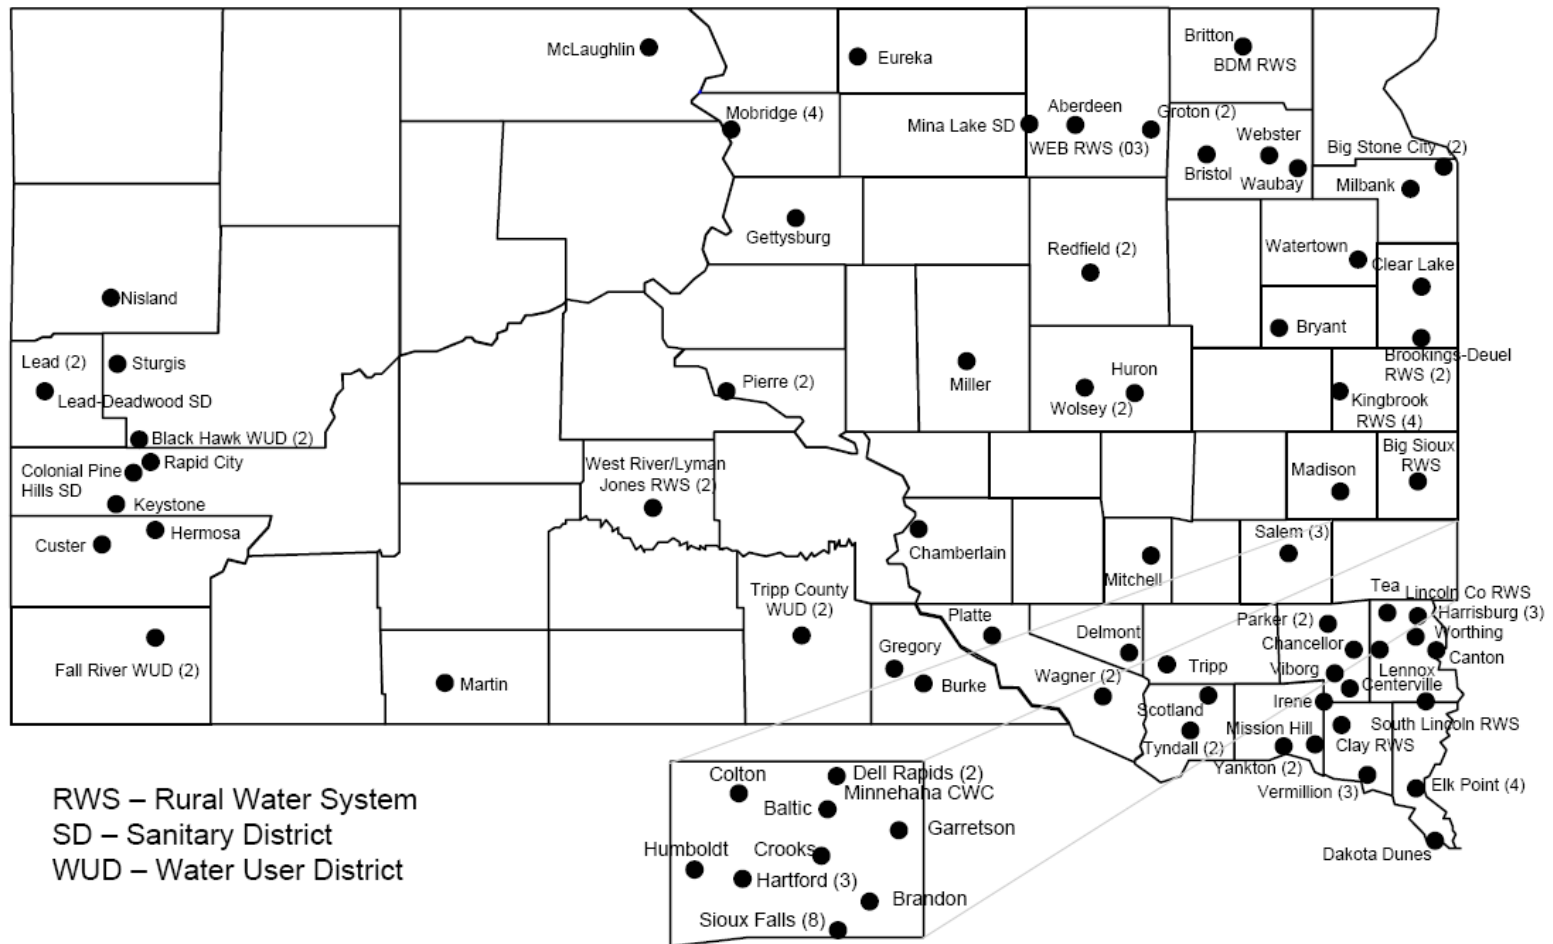 McLaughlin
Eureka
Britton
BDM RWS
Mobridge (4)
Mina Lake SD
Aberdeen
WEB RWS (03)
Groton (2)
Webster
Bristol
Waubay
Big Stone City (2)
Milbank
Gettysburg
Redfield (2)
Watertown
Clear Lake
Nisland
Bryant
Lead (2)
Sturgis
Lead-Deadwood SD
Pierre (2)
Miller
Huron
Wolsey (2)
Brookings-Deuel
RWS (2)
Kingbrook
RWS (4)
Black Hawk WUD (2)
Rapid City
Colonial Pine
Hills SD
Keystone
West River/Lyman
Jones RWS (2)
Madison
Big Sioux
RWS
Custer
Hermosa
Chamberlain
Mitchell
Salem (3)
Fall River WUD (2)
Martin
Tripp County
WUD (2)
Gregory
Burke
Platte
Delmont
Wagner (2)
Tripp
Parker (2)
Chancellor
Viborg
Tea
Lincoln Co RWS
Harrisburg (3)
Worthing
Canton
Lennox
Centerville
Irene
Scotland
Tyndall (2)
Mission Hill
Yankton (2)
South Lincoln RWS
Clay RWS
Vermillion (3)
Elk Point (4)
Dakota Dunes
Colton
Dell Rapids (2)
Minnehaha CWC
Baltic
Garretson
Humboldt
Crooks
Hartford (3)
Brandon
Sioux Falls (8)
RWS – Rural Water System
SD – Sanitary District
WUD – Water User District